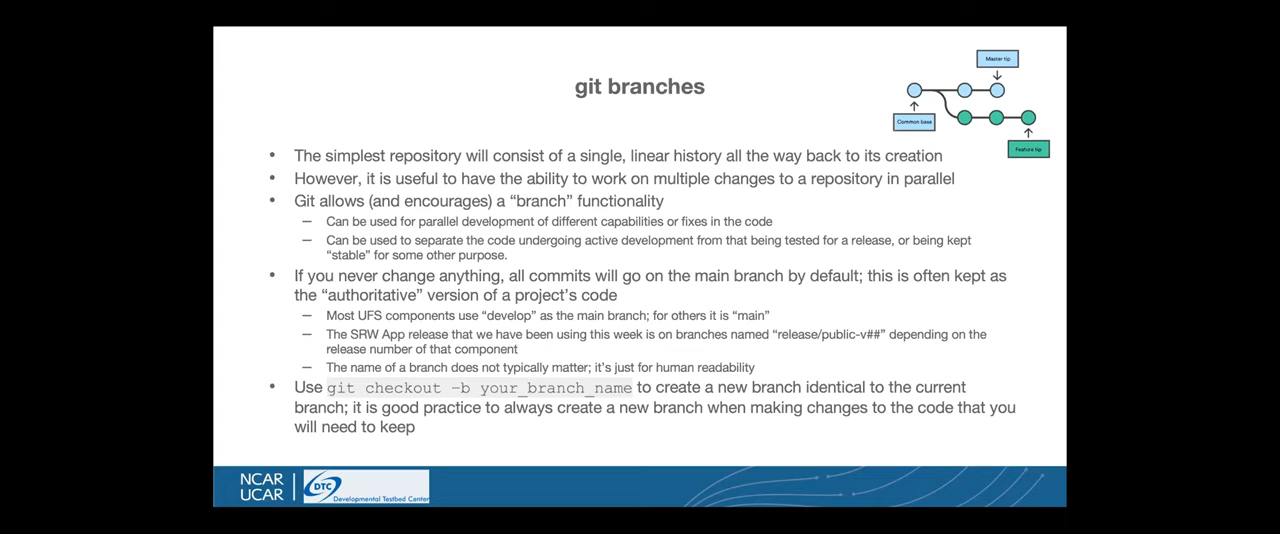 Master tip
git branches
Common base
Feature tip
• The simplest repository will consist of a single, linear history all the way back to its creation
• However, it is useful to have the ability to work on multiple changes to a repository in parallel
• Git allows (and encourages) a “branch” functionality
– Can be used for parallel development of different capabilities or fixes in the code
– Can be used to separate the code undergoing active development from that being tested for a release, or being kept
“stable” for some other purpose.
• If you never change anything, all commits will go on the main branch by default; this is often kept as
the “authoritative” version of a project’s code
– Most UFS components use “develop” as the main branch; for others it is “main”
– The SRW App release that we have been using this week is on branches named “release/public-v##” depending on the
release number of that component
– The name of a branch does not typically matter; it’s just for human readability
• Use git checkout –b your_branch_name to create a new branch identical to the current
branch; it is good practice to always create a new branch when making changes to the code that you
will need to keep
NCAR
UCAR
DTC
Developmental Testbed Center